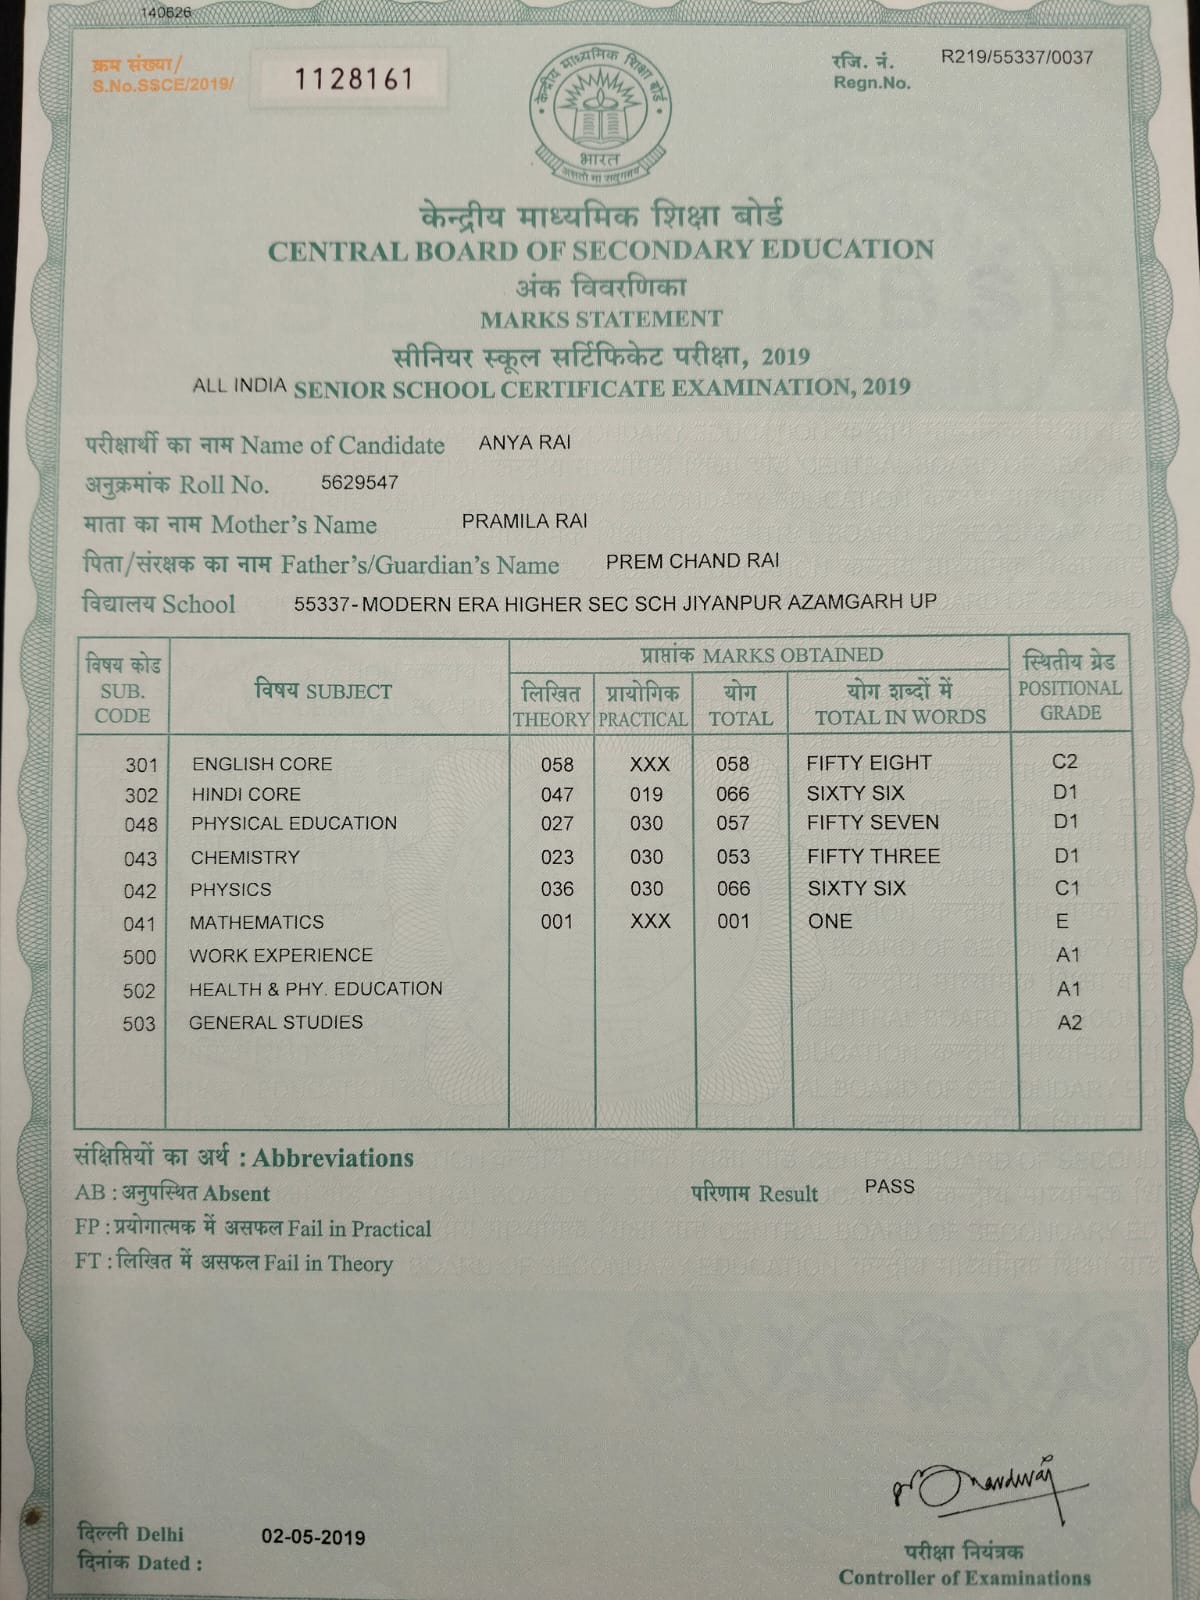 140626
क्रम संख्या/
S.No.SSCE/2019/ 1128161
रजि. नं. R219/55337/0037
Regn.No.
केन्द्रीय माध्यमिक शिक्षा बोर्ड
भारत
असतो मा सद्गमय
केन्द्रीय माध्यमिक शिक्षा बोर्ड
CENTRAL BOARD OF SECONDARY EDUCATION
अंक विवरणिका
MARKS STATEMENT
सीनियर स्कूल सर्टिफिकेट परीक्षा, 2019
ALL INDIA SENIOR SCHOOL CERTIFICATE EXAMINATION, 2019
परीक्षार्थी का नाम Name of Candidate ANYA RAI
अनुक्रमांक Roll No. 5629547
माता का नाम Mother's Name PRAMILA RAI
पिता/संरक्षक का नाम Father's/Guardian's Name PREM CHAND RAI
विद्यालय School 55337-MODERN ERA HIGHER SEC SCH JIYANPUR AZAMGARH UP
विषय कोड SUB. CODE विषय SUBJECT प्राप्तांक MARKS OBTAINED स्थितीय ग्रेड POSITIONAL GRADE
लिखित THEORY प्रायोगिक PRACTICAL योग TOTAL योग शब्दों में TOTAL IN WORDS
301 ENGLISH CORE 058 XXX 058 FIFTY EIGHT C2
302 HINDI CORE 047 019 066 SIXTY SIX D1
048 PHYSICAL EDUCATION 027 030 057 FIFTY SEVEN D1
043 CHEMISTRY 023 030 053 FIFTY THREE D1
042 PHYSICS 036 030 066 SIXTY SIX C1
041 MATHEMATICS 001 XXX 001 ONE E
500 WORK EXPERIENCE A1
502 HEALTH & PHY. EDUCATION A1
503 GENERAL STUDIES A2
संक्षिप्तियों का अर्थ : Abbreviations
AB : अनुपस्थित Absent परिणाम Result PASS
FP : प्रयोगात्मक में असफल Fail in Practical
FT : लिखित में असफल Fail in Theory
दिल्ली Delhi
दिनांक Dated : 02-05-2019
परीक्षा नियंत्रक
Controller of Examinations